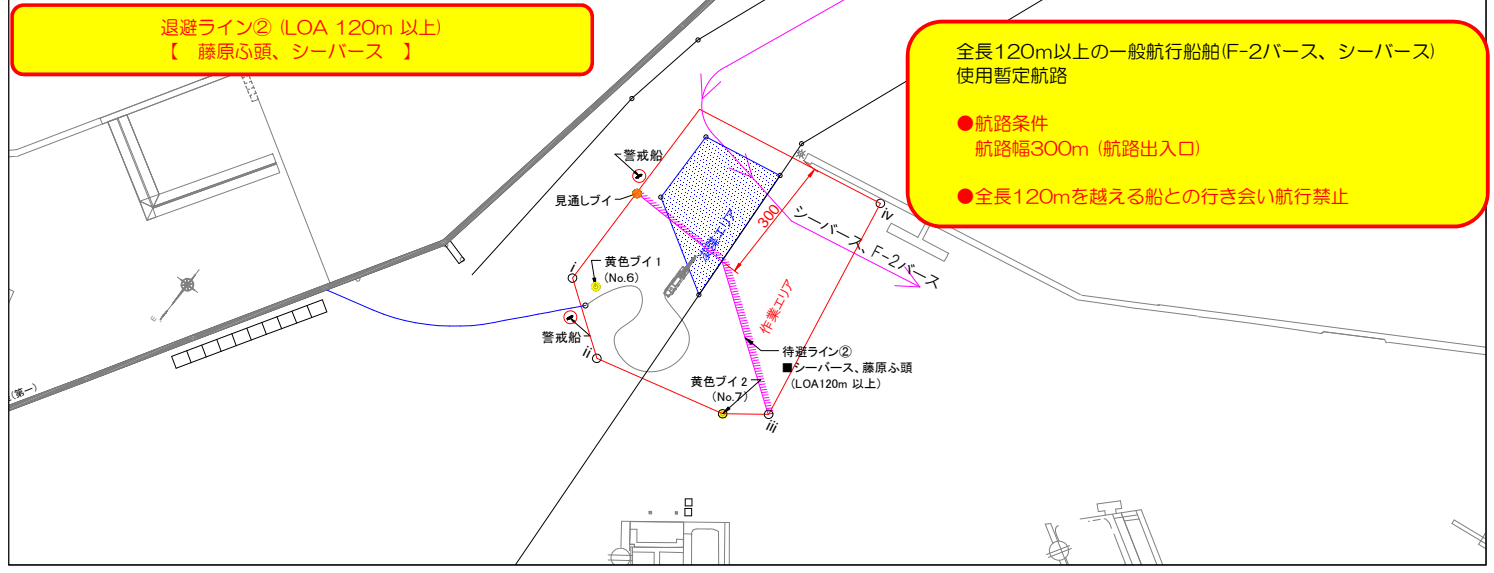 退避ライン② (LOA 120m 以上)
【 藤原ふ頭、シーバース 】
全長120m以上の一般航行船舶(F-2バース、シーバース)
使用暫定航路
●航路条件
航路幅300m (航路出入口)
●全長120mを越える船との行き会い航行禁止
警戒船
見通しブイ
300
シーバース、F-2バース
iv
i
黄色ブイ1
(No.6)
作業エリア
警戒船
ii
待避ライン②
■シーバース、藤原ふ頭
(LOA120m 以上)
黄色ブイ2
(No.7)
iii
(第一)
E